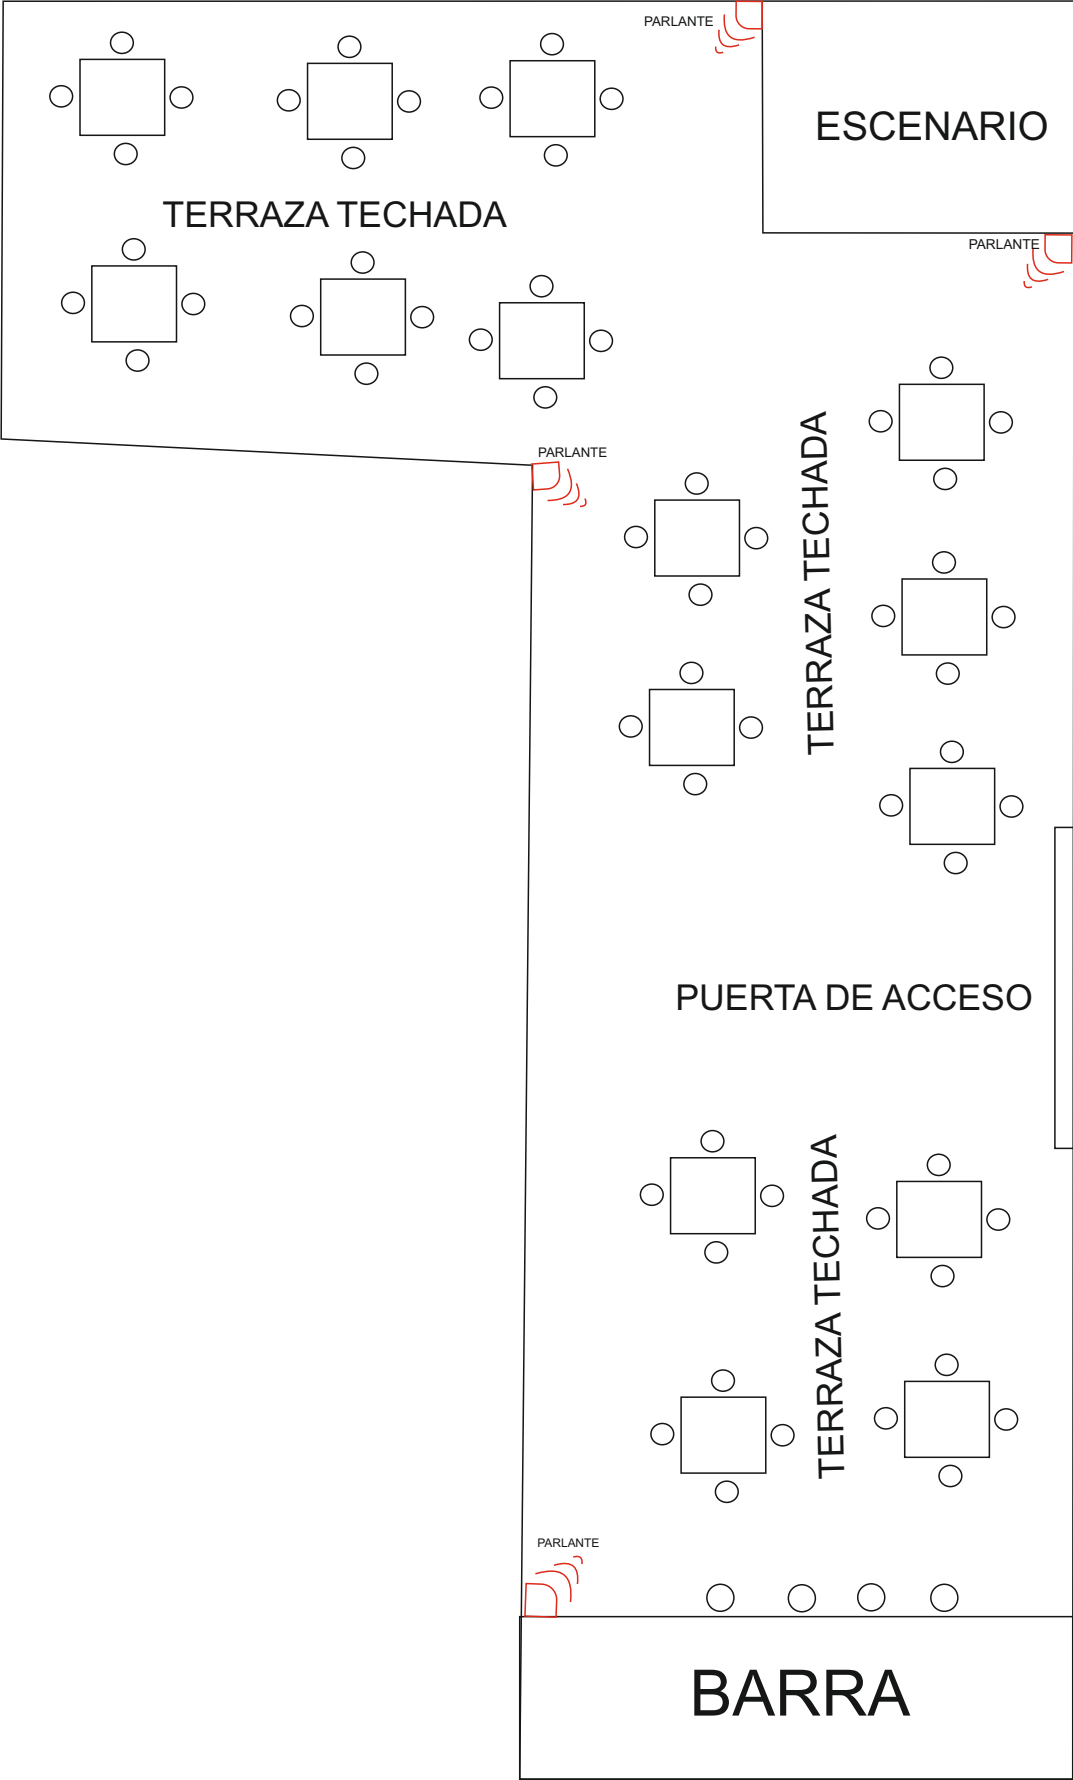 PARLANTE
ESCENARIO
TERRAZA TECHADA
PARLANTE
TERRAZA TECHADA
PARLANTE
PUERTA DE ACCESO
TERRAZA TECHADA
PARLANTE
BARRA